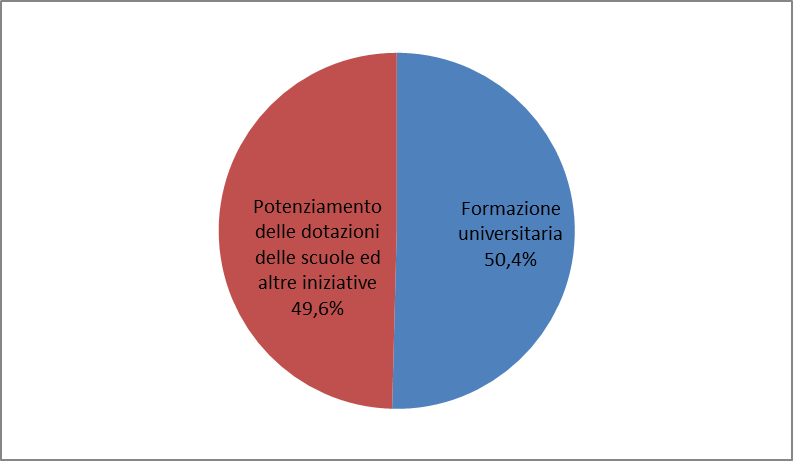 Potenziamento
delle dotazioni
delle scuole ed
altre iniziative
49,6%
Formazione
universitaria
50,4%